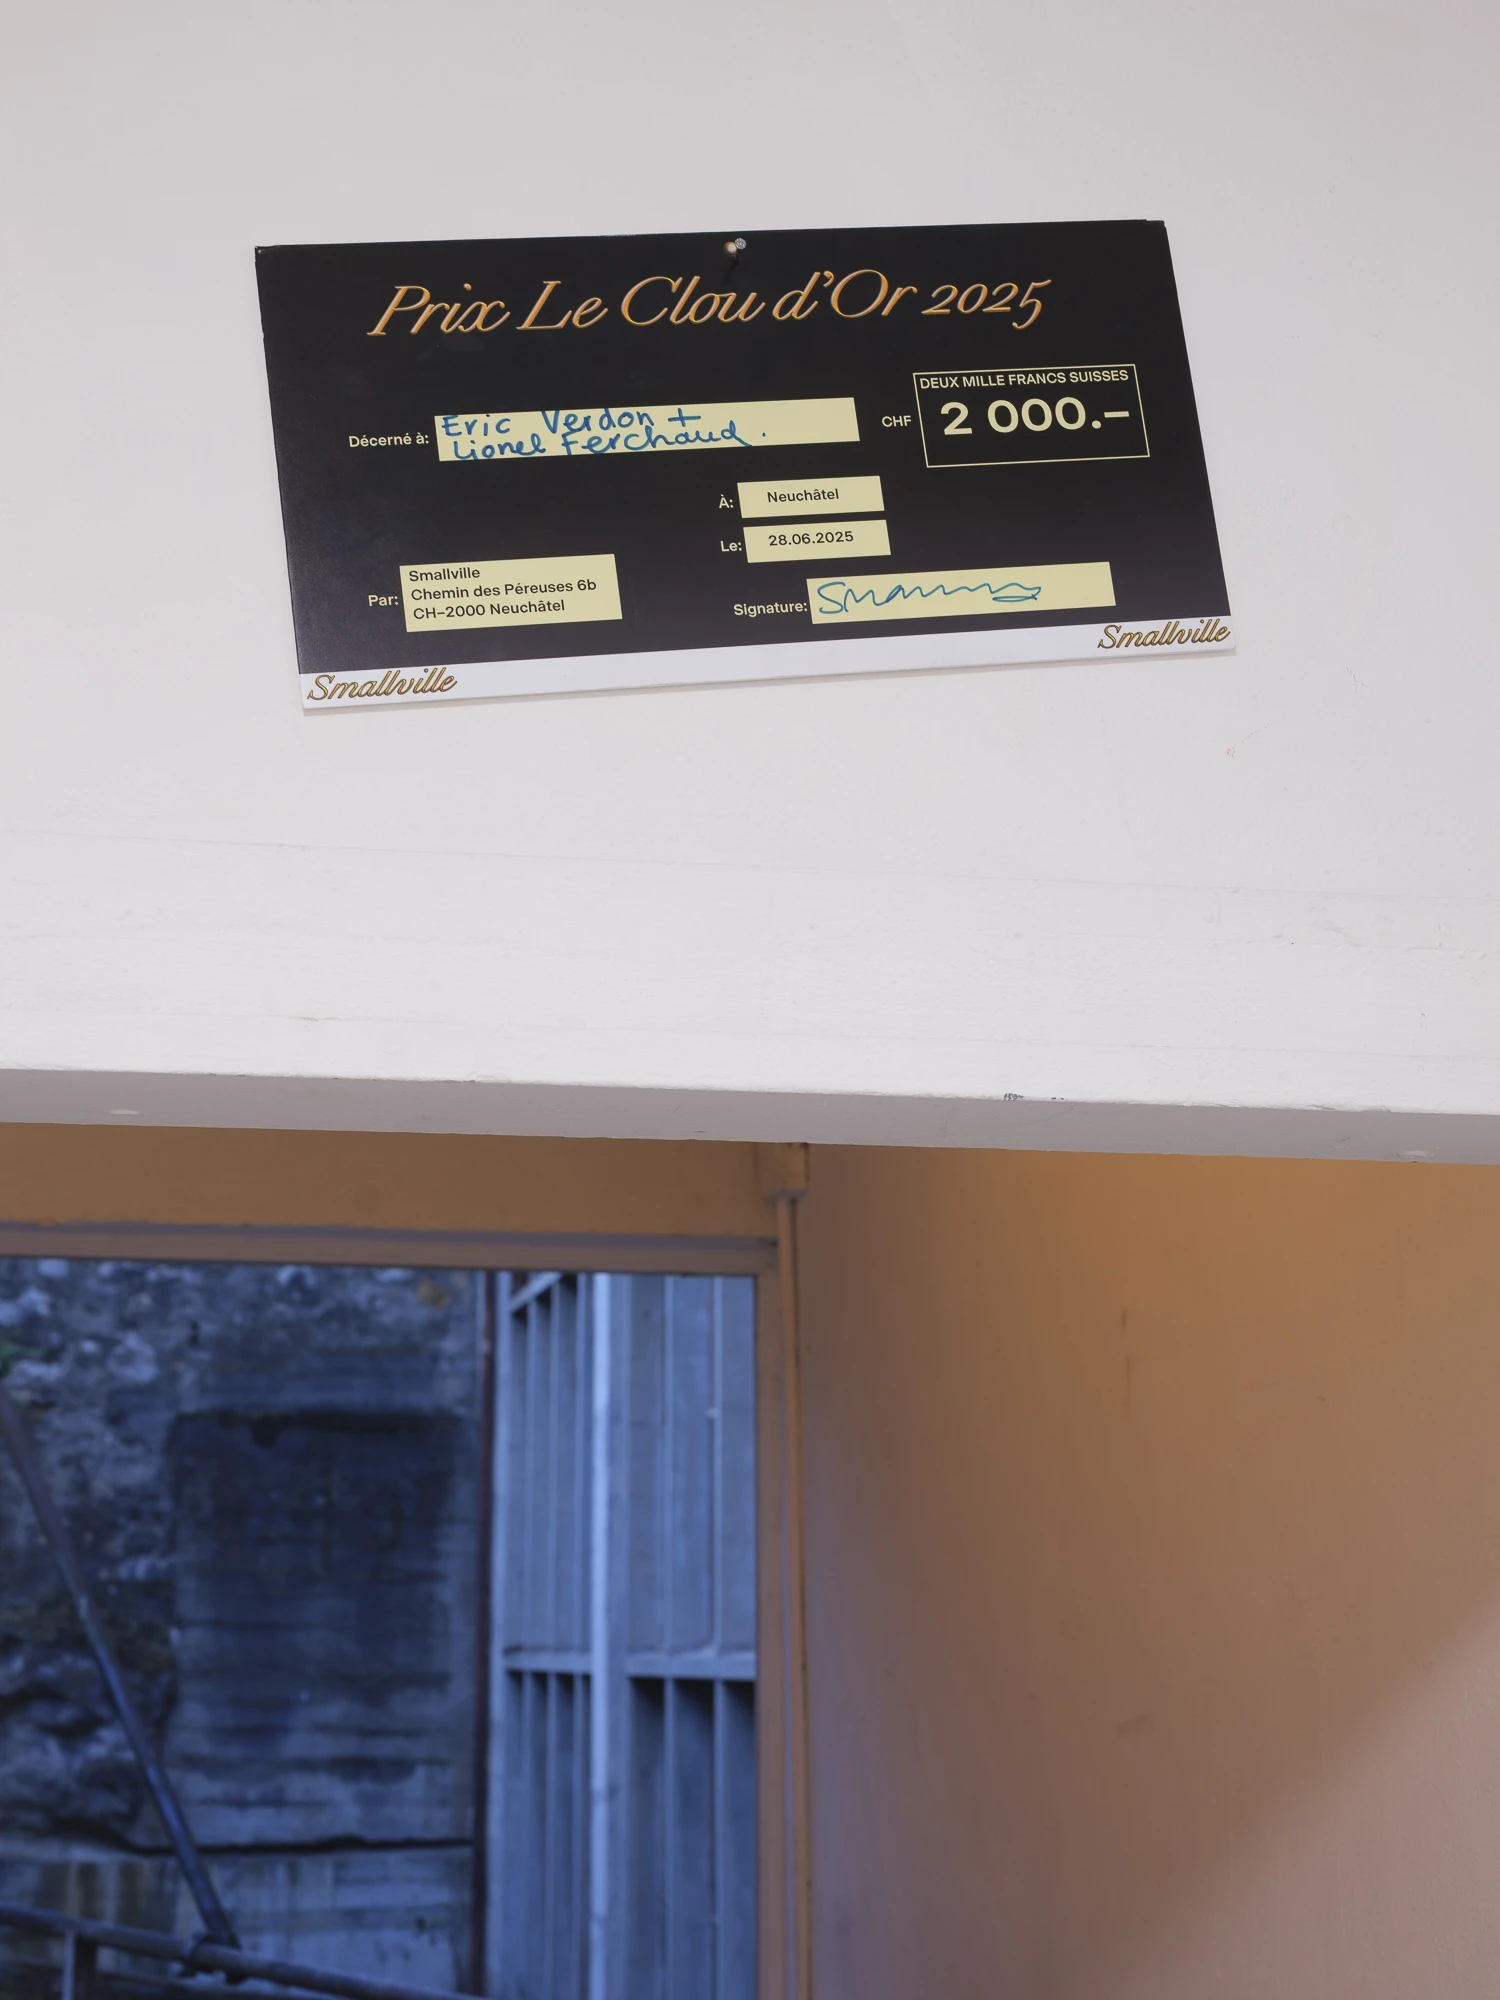 Prix Le Clou d'Or 2025
Décerné à: Eric Verdon +
Lionel Ferchaud.
CHF
DEUX MILLE FRANCS SUISSES
2 000.–
À: Neuchâtel
Le: 28.06.2025
Par: Smallville
Chemin des Péreuses 6b
CH–2000 Neuchâtel
Signature:
Smallville
Smallville